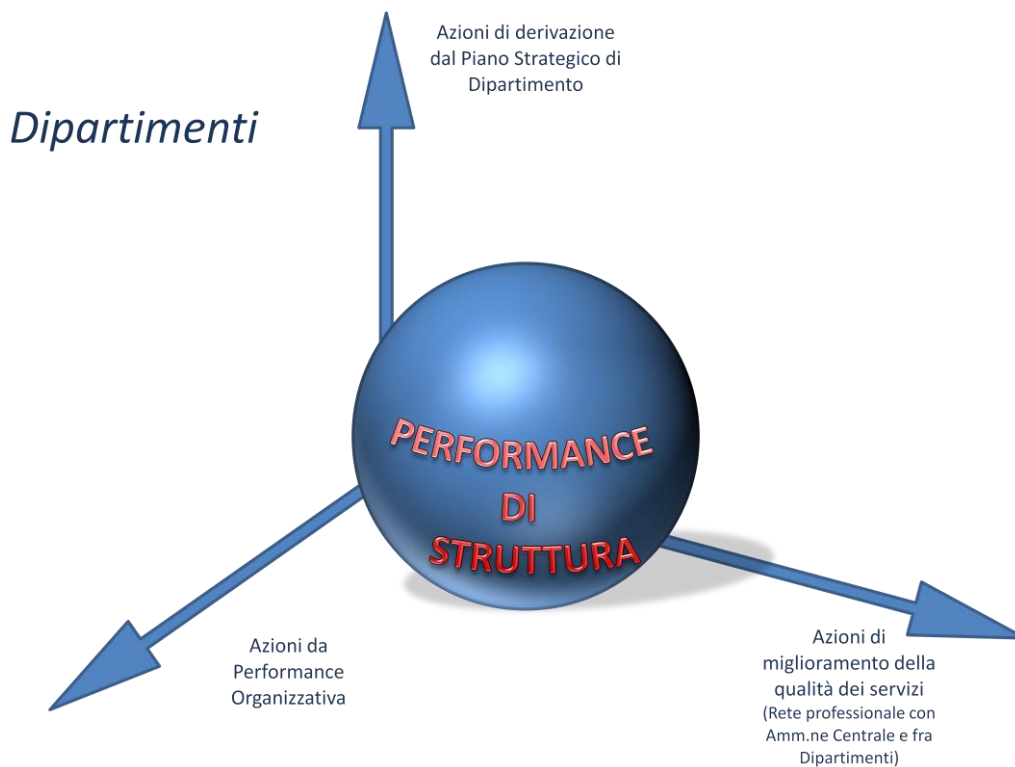 Azioni di derivazione
dal Piano Strategico di
Dipartimento
Dipartimenti
PERFORMANCE
DI
STRUTTURA
Azioni da
Performance
Organizzativa
Azioni di
miglioramento della
qualità dei servizi
(Rete professionale con
Amm.ne Centrale e fra
Dipartimenti)